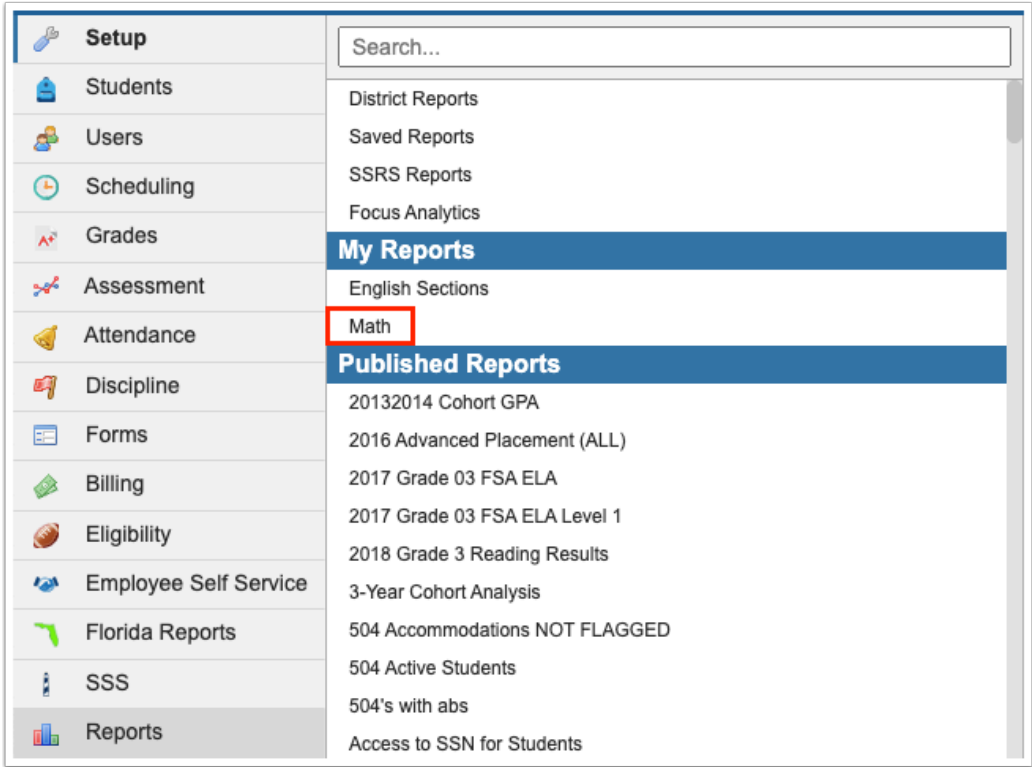 Setup
Students
Users
Scheduling
A+
Grades
Assessment
Attendance
Discipline
Forms
Billing
Eligibility
Employee Self Service
Florida Reports
SSS
Reports
Search...
District Reports
Saved Reports
SSRS Reports
Focus Analytics
My Reports
English Sections
Math
Published Reports
20132014 Cohort GPA
2016 Advanced Placement (ALL)
2017 Grade 03 FSA ELA
2017 Grade 03 FSA ELA Level 1
2018 Grade 3 Reading Results
3-Year Cohort Analysis
504 Accommodations NOT FLAGGED
504 Active Students
504's with abs
Access to SSN for Students